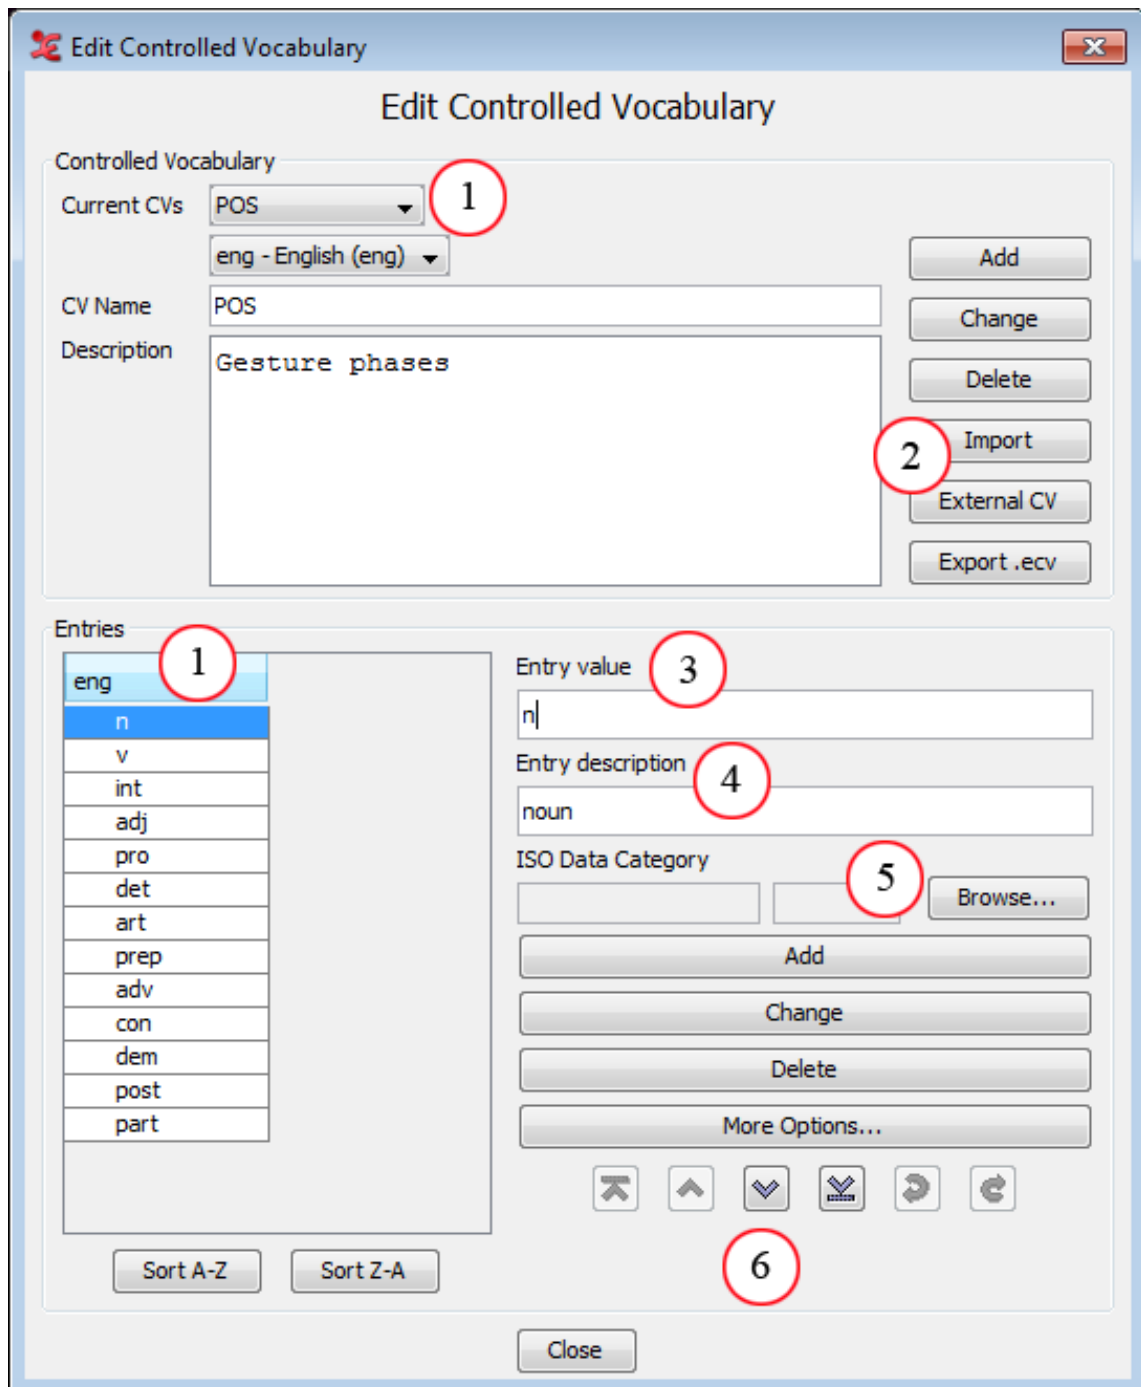 Edit Controlled Vocabulary
Edit Controlled Vocabulary
Controlled Vocabulary
1
Current CVs POS
eng - English (eng)
Add
CV Name POS
Change
Description Gesture phases
Delete
2
Import
External CV
Export .ecv
Entries
1
eng
n
v
int
adj
pro
det
art
prep
adv
con
dem
post
part
Sort A-Z Sort Z-A
Entry value 3
n
Entry description 4
noun
ISO Data Category
5
Browse...
Add
Change
Delete
More Options...
6
Close